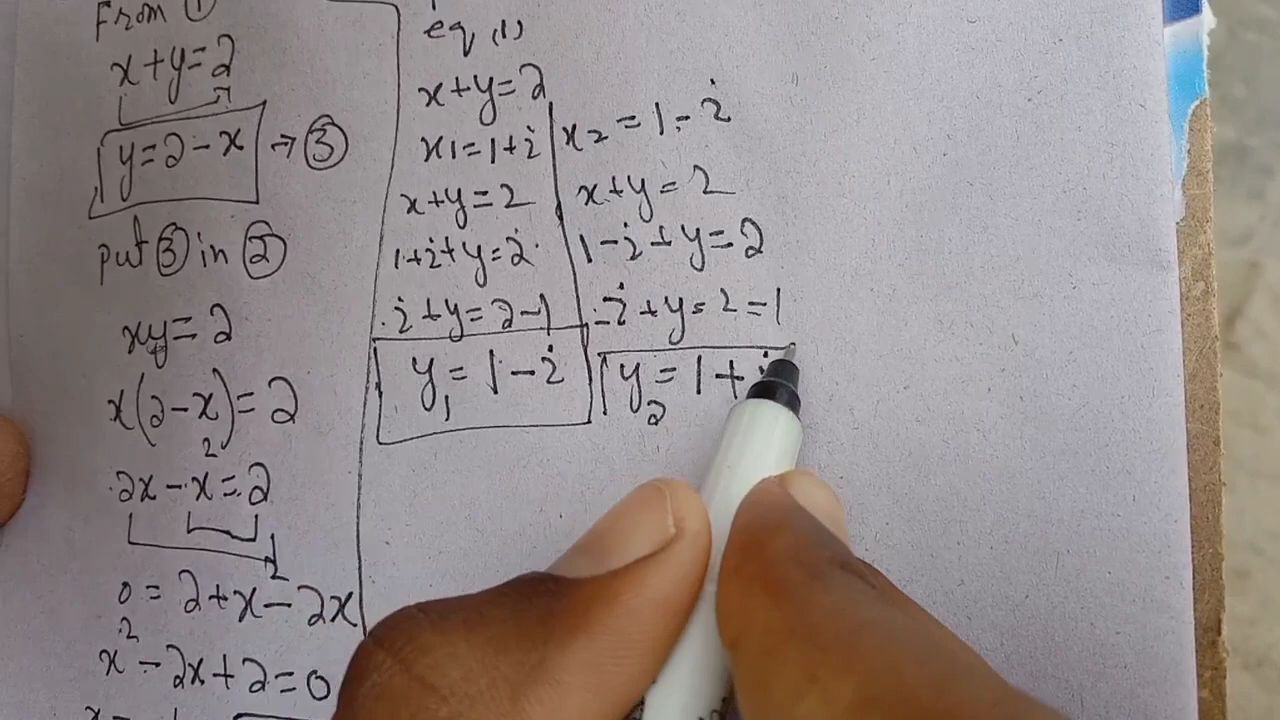 From ①
x+y=2
y=2-x → ③
put ③ in ②
xy=2
x(2-x)=2
2x-x²=2
0=2+x²-2x
x²-2x+2=0
eq (1)
x+y=2
x1=1+i
x+y=2
1+i+y=2
i+y=2-1
y1=1-i
x2=1-i
x+y=2
1-i+y=2
-i+y=2=1
y2=1+i